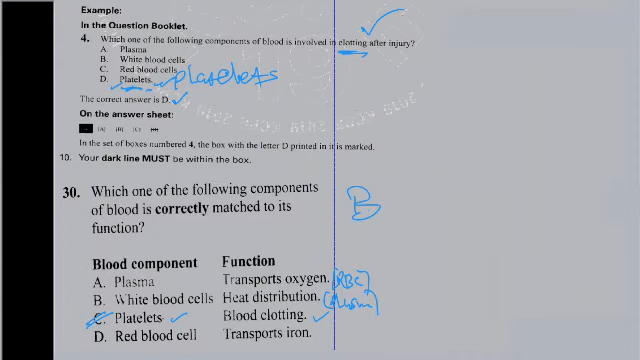 Example:
In the Question Booklet.
4. Which one of the following components of blood is involved in clotting after injury?
A. Plasma
B. White blood cells
C. Red blood cells
D. Platelets. Platelets
The correct answer is D.
On the answer sheet:
[A] [B] [C]
In the set of boxes numbered 4, the box with the letter D printed in it is marked.
10. Your dark line MUST be within the box.
30. Which one of the following components of blood is correctly matched to its function?
B
Blood component Function
A. Plasma Transports oxygen. [RBC]
B. White blood cells Heat distribution.
C. Platelets Blood clotting.
D. Red blood cell Transports iron.